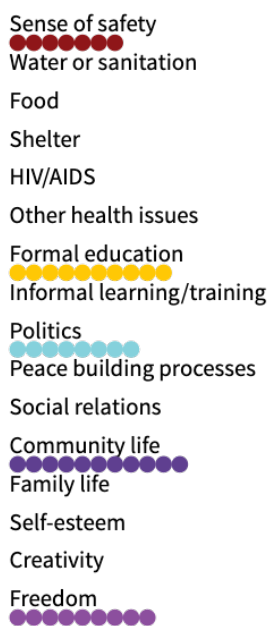 Sense of safety
Water or sanitation
Food
Shelter
HIV/AIDS
Other health issues
Formal education
Informal learning/training
Politics
Peace building processes
Social relations
Community life
Family life
Self-esteem
Creativity
Freedom